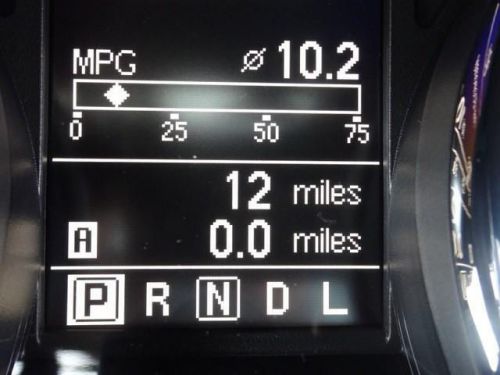 MPG ⌀ 10.2
0 25 50 75
12 miles
A 0.0 miles
P R N D L